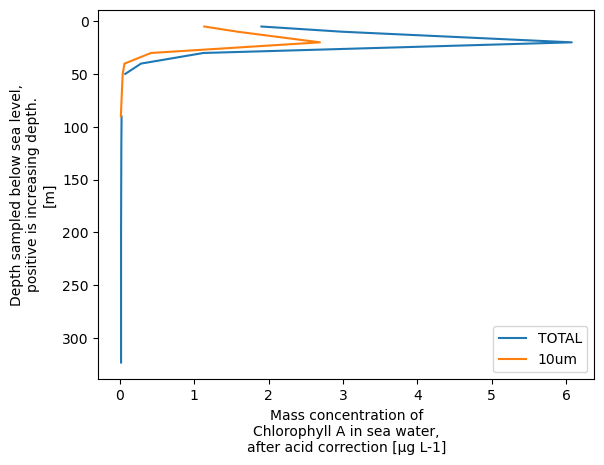 0
50
100
150
200
250
300
Depth sampled below sea level,
positive is increasing depth.
[m]
TOTAL
10um
0 1 2 3 4 5 6
Mass concentration of
Chlorophyll A in sea water,
after acid correction [µg L-1]